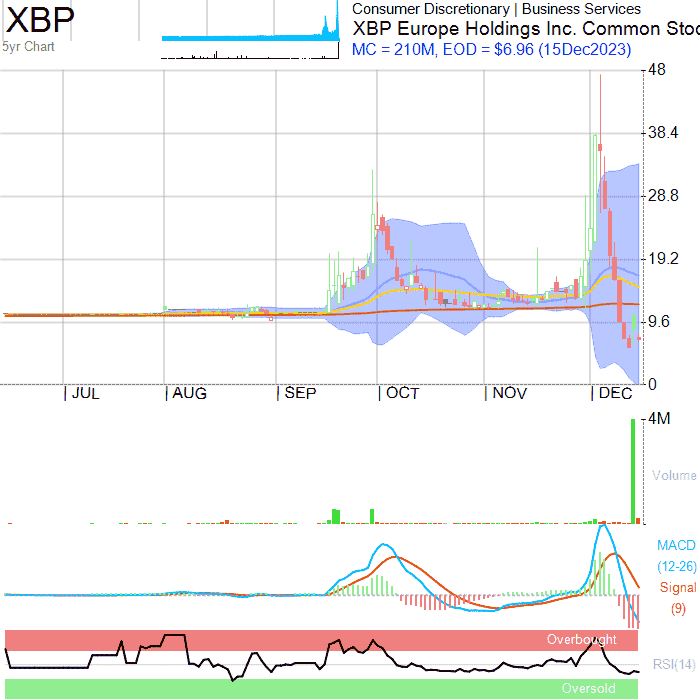 XBP
5yr Chart
Consumer Discretionary | Business Services
XBP Europe Holdings Inc. Common Stoc
MC = 210M, EOD = $6.96 (15Dec2023)
48
38.4
28.8
19.2
9.6
0
JUL
AUG
SEP
OCT
NOV
DEC
4M
Volume
MACD
(12-26)
Signal
(9)
Overbought
RSI(14)
Oversold